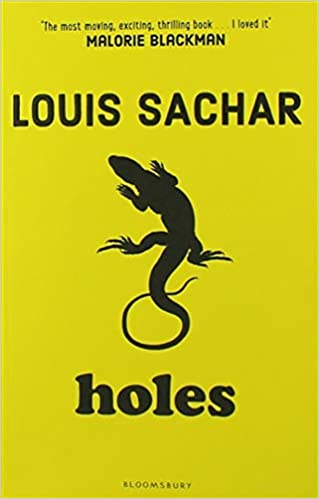 "The most moving, exciting, thrilling book . . . I loved it"
MALORIE BLACKMAN
LOUIS SACHAR
holes
BLOOMSBURY